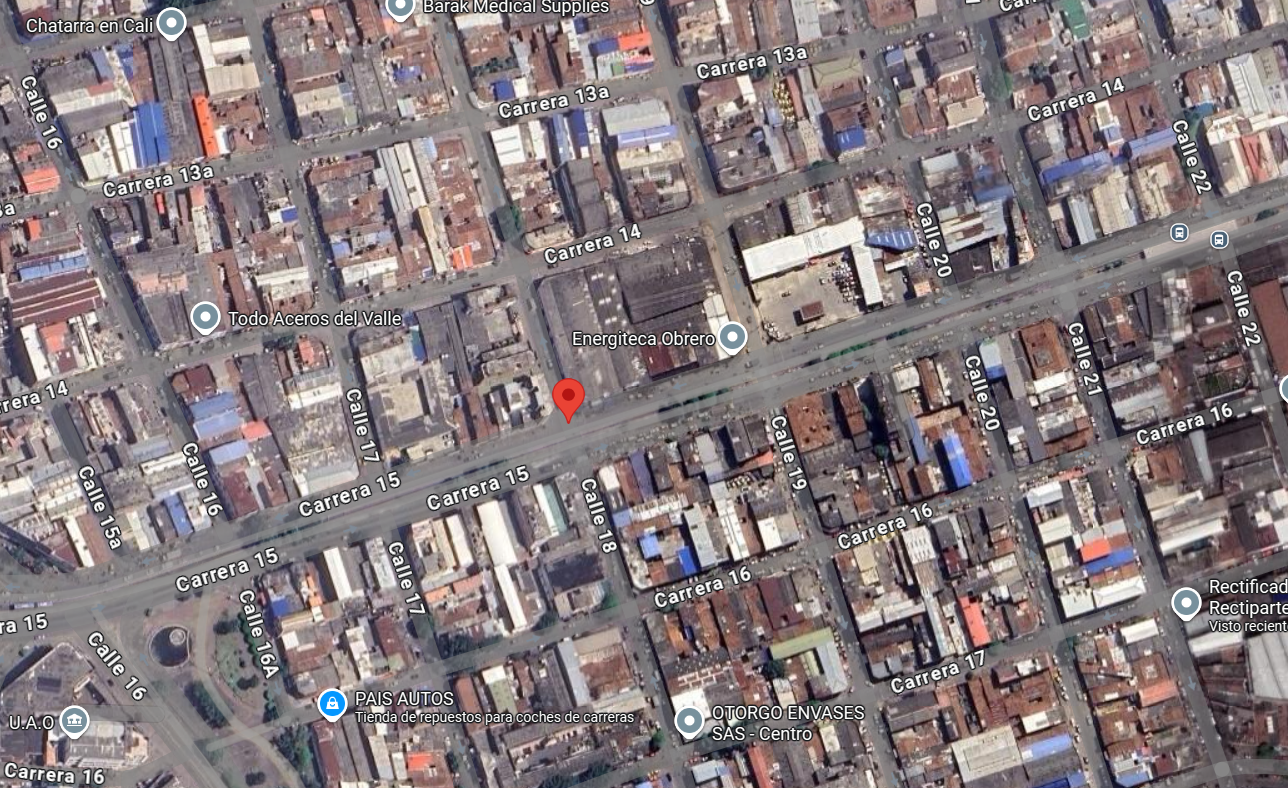 Barak Medical Supplies
Chatarra en Cali
Carrera 13a
Carrera 13a
Carrera 14
Calle 16
Calle 22
Carrera 13a
Carrera 14
Calle 20
Calle 22
Todo Aceros del Valle
Energiteca Obrero
Calle 21
Calle 20
rrera 14
Calle 17
Carrera 16
Calle 19
Calle 16
Calle 15a
Carrera 15
Carrera 15
Calle 18
Carrera 16
Carrera 15
Calle 17
Carrera 16
Calle 16A
ra 15
Calle 16
Rectificad
Rectiparte
Visto recient
Carrera 17
PAIS AUTOS
Tienda de repuestos para coches de carreras
U.A.O
OTORGO ENVASES
SAS - Centro
Carrera 16